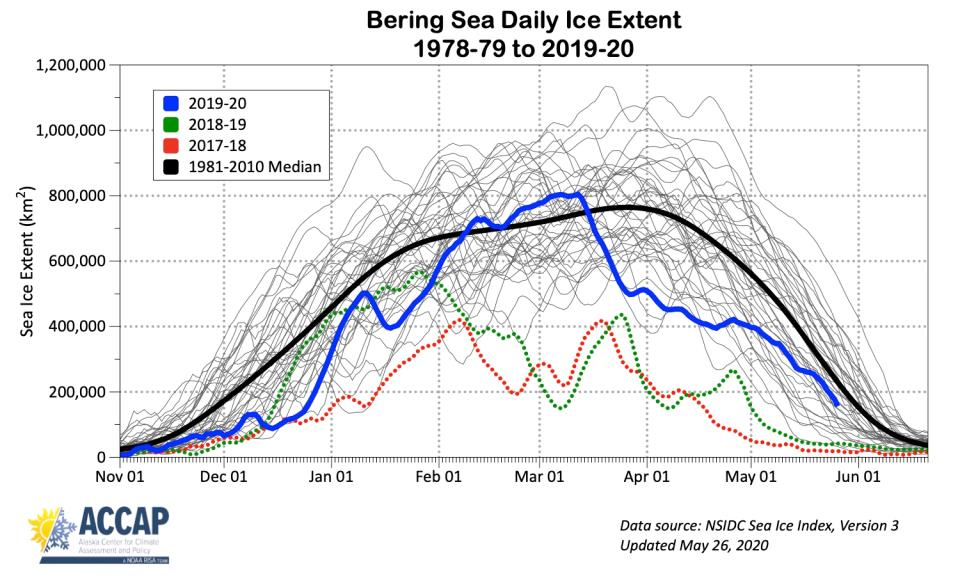 Bering Sea Daily Ice Extent
1978-79 to 2019-20
1,200,000
1,000,000
800,000
600,000
400,000
200,000
0
Sea Ice Extent (km²)
2019-20
2018-19
2017-18
1981-2010 Median
Nov 01
Dec 01
Jan 01
Feb 01
Mar 01
Apr 01
May 01
Jun 01
ACCAP
Alaska Center for Climate
Assessment and Policy
A NOAA RISA TEAM
Data source: NSIDC Sea Ice Index, Version 3
Updated May 26, 2020